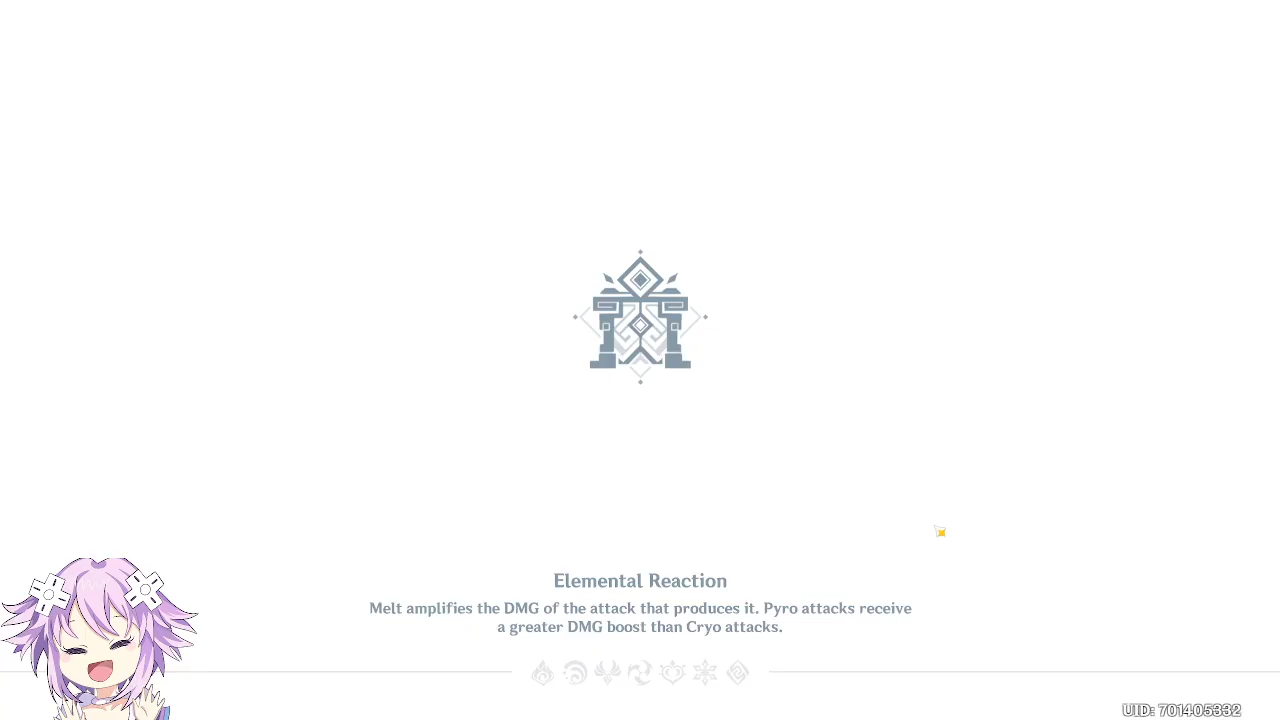 Elemental Reaction
Melt amplifies the DMG of the attack that produces it. Pyro attacks receive
a greater DMG boost than Cryo attacks.
UID: 701405332